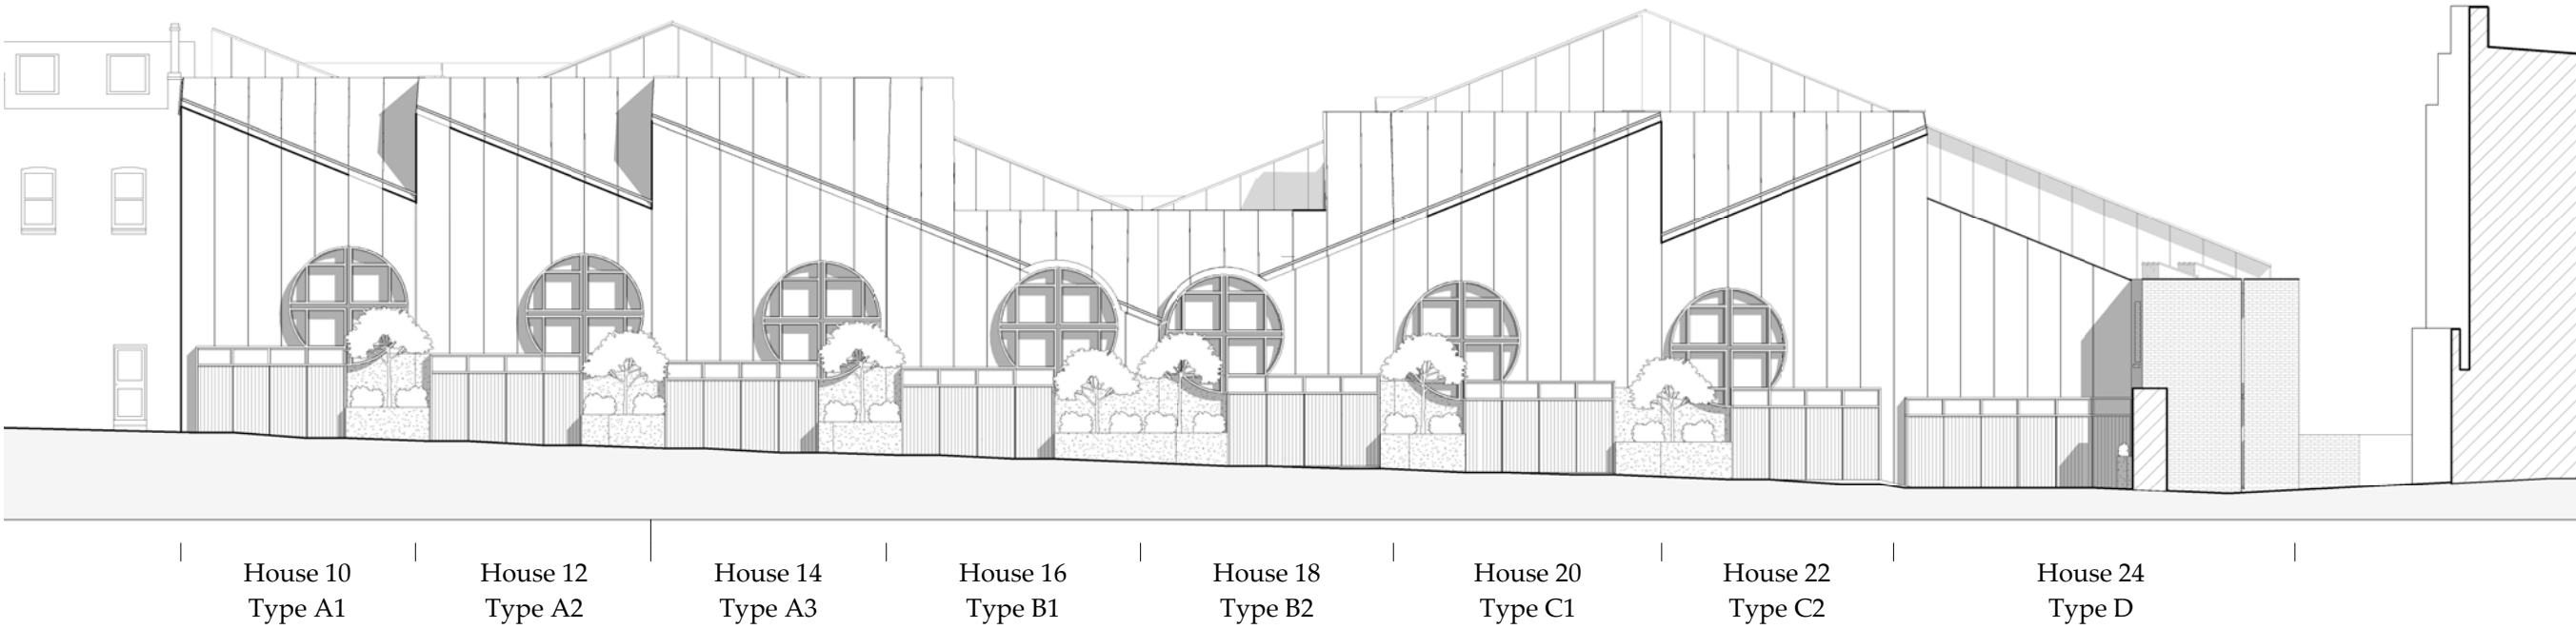 House 10
Type A1
House 12
Type A2
House 14
Type A3
House 16
Type B1
House 18
Type B2
House 20
Type C1
House 22
Type C2
House 24
Type D